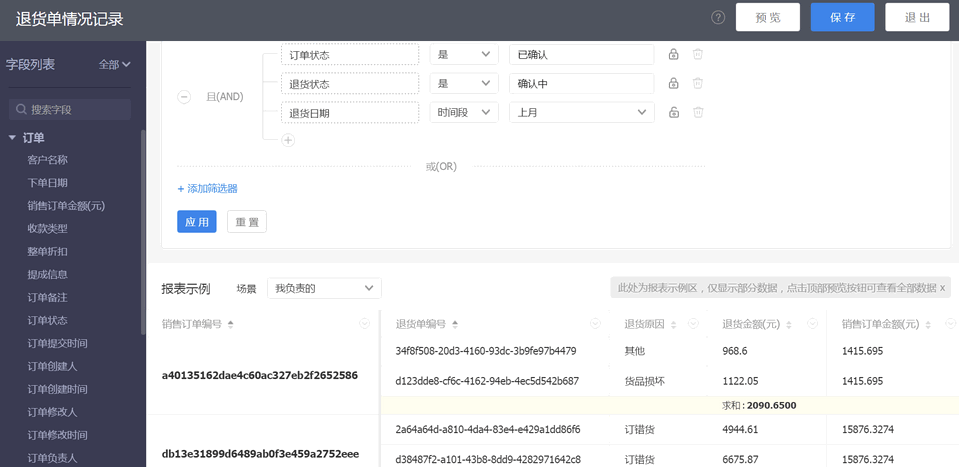 退货单情况记录
? 预 览 保 存 退 出
字段列表 全部
搜索字段
订单
客户名称
下单日期
销售订单金额(元)
收款类型
整单折扣
提成信息
订单备注
订单状态
订单提交时间
订单创建人
订单创建时间
订单修改人
订单修改时间
订单负责人
且(AND)
订单状态 是 已确认
退货状态 是 确认中
退货日期 时间段 上月
或(OR)
+ 添加筛选器
应 用 重 置
报表示例 场景 我负责的 此处为报表示例区，仅显示部分数据，点击顶部预览按钮可查看全部数据 x
销售订单编号 退货单编号 退货原因 退货金额(元) 销售订单金额(元)
a40135162dae4c60ac327eb2f2652586
34f8f508-20d3-4160-93dc-3b9fe97b4479 其他 968.6 1415.695
d123dde8-cf6c-4162-94eb-4ec5d542b687 货品损坏 1122.05 1415.695
求和：2090.6500
db13e31899d6489ab0f3e459a2752eee
2a64a64d-a810-4da4-83e4-e429a1dd86f6 订错货 4944.61 15876.3274
d38487f2-a101-43b8-8dd9-4282971642c8 订错货 6675.87 15876.3274